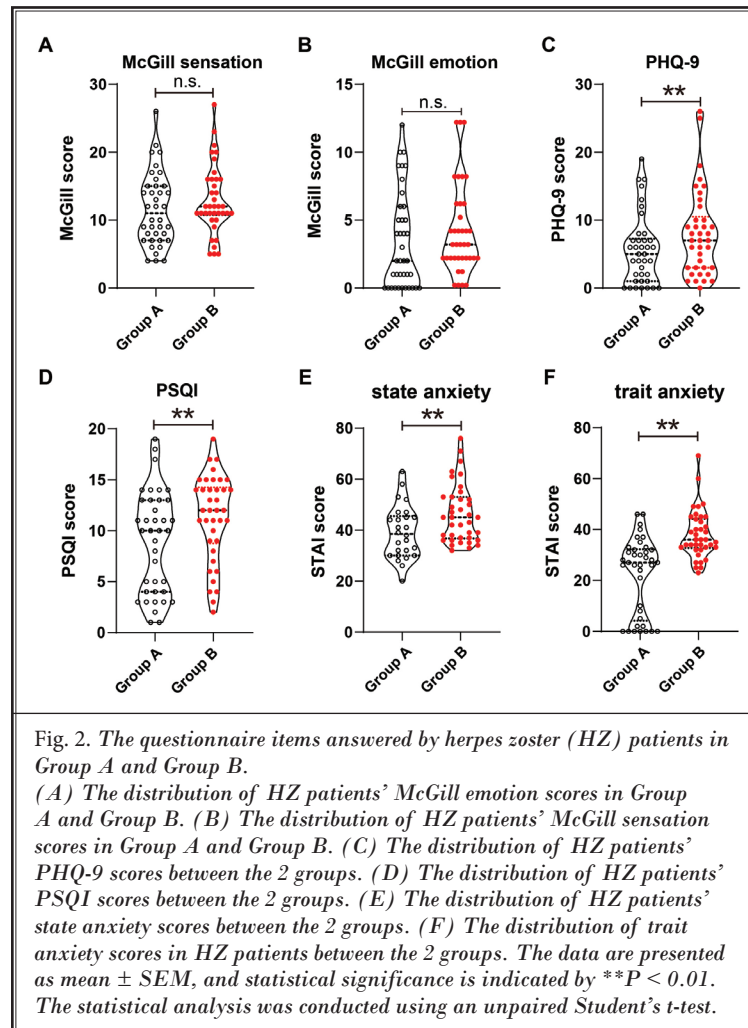 A
McGill sensation
n.s.
McGill score
30
20
10
0
Group A
Group B
B
McGill emotion
n.s.
McGill score
15
10
5
0
Group A
Group B
C
PHQ-9
**
PHQ-9 score
30
20
10
0
Group A
Group B
D
PSQI
**
PSQI score
20
15
10
5
0
Group A
Group B
E
state anxiety
**
STAI score
80
60
40
20
0
Group A
Group B
F
trait anxiety
**
STAI score
80
60
40
20
0
Group A
Group B
Fig. 2. The questionnaire items answered by herpes zoster (HZ) patients in
Group A and Group B.
(A) The distribution of HZ patients’ McGill emotion scores in Group
A and Group B. (B) The distribution of HZ patients’ McGill sensation
scores in Group A and Group B. (C) The distribution of HZ patients’
PHQ-9 scores between the 2 groups. (D) The distribution of HZ patients’
PSQI scores between the 2 groups. (E) The distribution of HZ patients’
state anxiety scores between the 2 groups. (F) The distribution of trait
anxiety scores in HZ patients between the 2 groups. The data are presented
as mean ± SEM, and statistical significance is indicated by **P < 0.01.
The statistical analysis was conducted using an unpaired Student’s t-test.